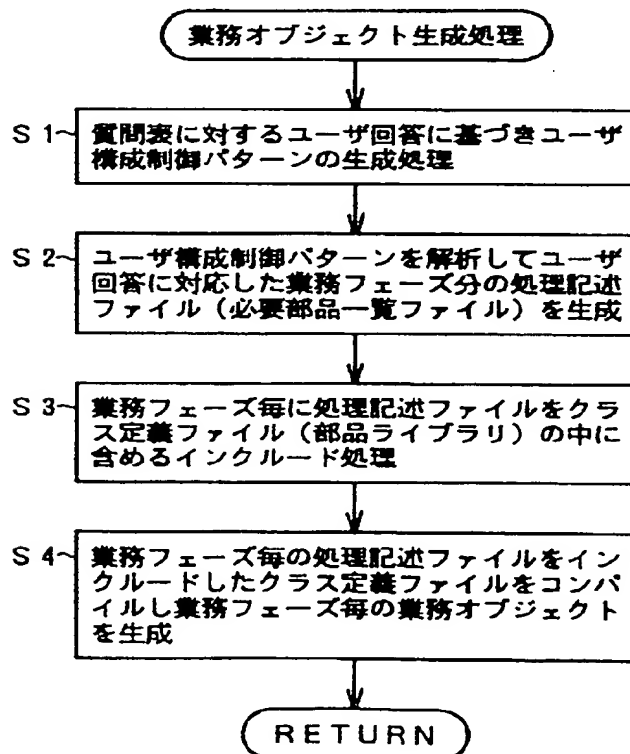 業務オブジェクト生成処理
S1~ 質問表に対するユーザ回答に基づきユーザ
構成制御パターンの生成処理
S2~ ユーザ構成制御パターンを解析してユーザ
回答に対応した業務フェーズ分の処理記述
ファイル（必要部品一覧ファイル）を生成
S3~ 業務フェーズ毎に処理記述ファイルをクラ
ス定義ファイル（部品ライブラリ）の中に
含めるインクルード処理
S4~ 業務フェーズ毎の処理記述ファイルをイン
クルードしたクラス定義ファイルをコンパ
イルし業務フェーズ毎の業務オブジェクト
を生成
RETURN